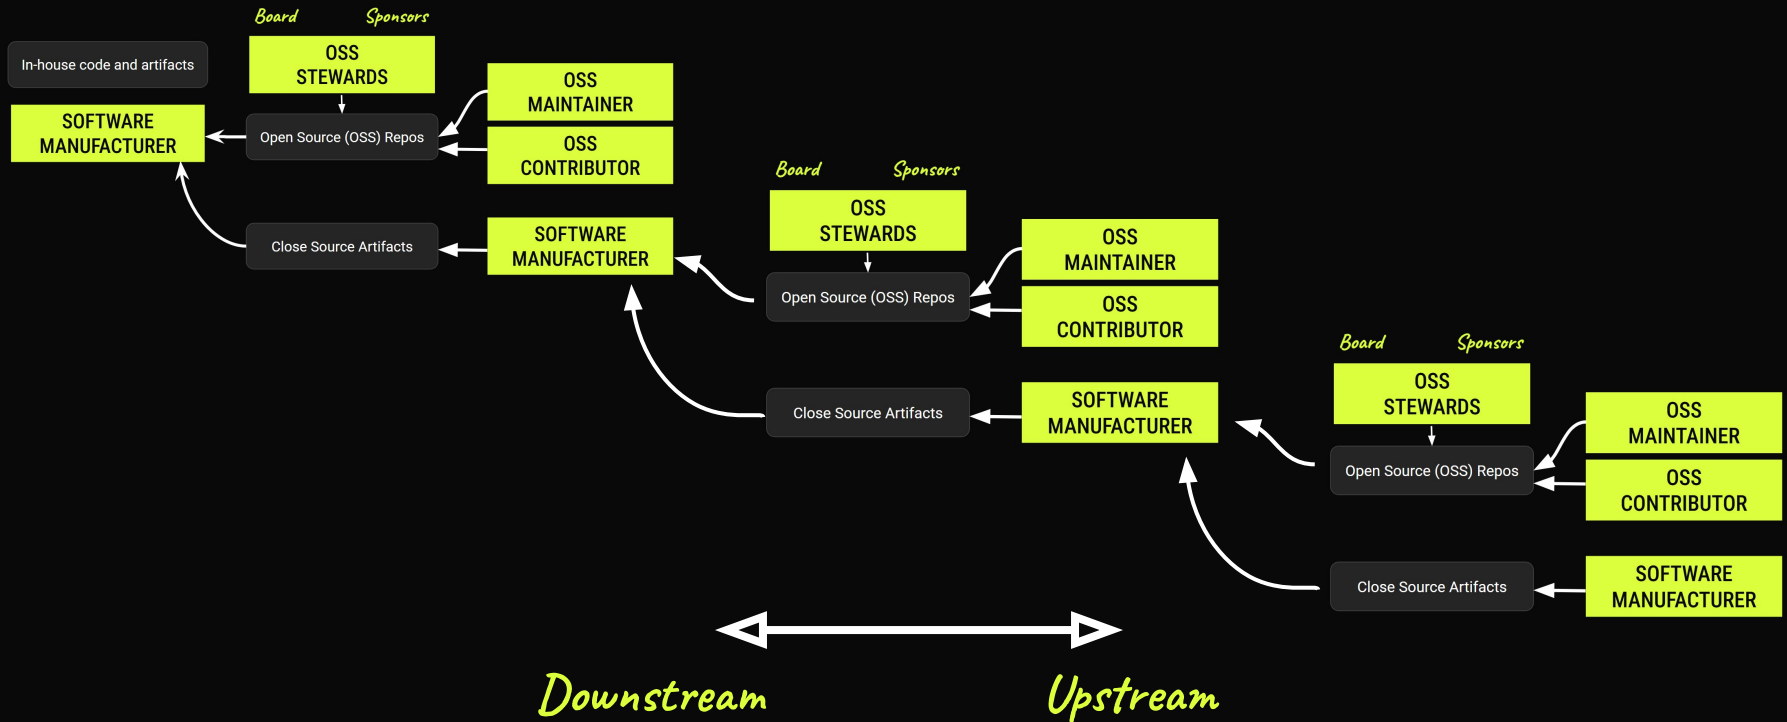 Board
Sponsors
In-house code and artifacts
OSS
STEWARDS
OSS
MAINTAINER
SOFTWARE
MANUFACTURER
Open Source (OSS) Repos
OSS
CONTRIBUTOR
Close Source Artifacts
SOFTWARE
MANUFACTURER
Board
Sponsors
OSS
STEWARDS
OSS
MAINTAINER
Open Source (OSS) Repos
OSS
CONTRIBUTOR
Close Source Artifacts
SOFTWARE
MANUFACTURER
Board
Sponsors
OSS
STEWARDS
OSS
MAINTAINER
Open Source (OSS) Repos
OSS
CONTRIBUTOR
Close Source Artifacts
SOFTWARE
MANUFACTURER
Downstream
Upstream